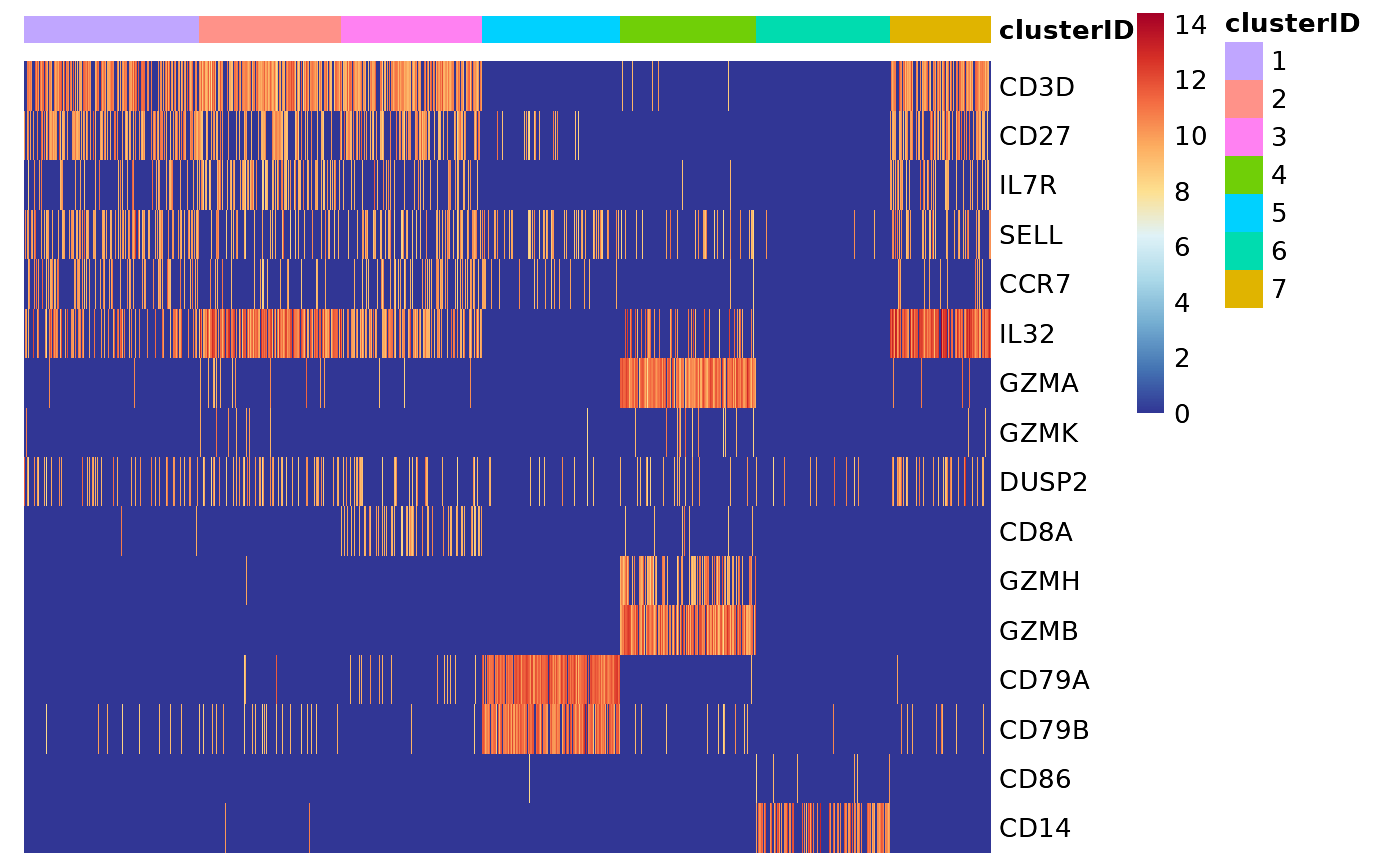 clusterID
CD3D
CD27
IL7R
SELL
CCR7
IL32
GZMA
GZMK
DUSP2
CD8A
GZMH
GZMB
CD79A
CD79B
CD86
CD14
14
12
10
8
6
4
2
0
clusterID
1
2
3
4
5
6
7